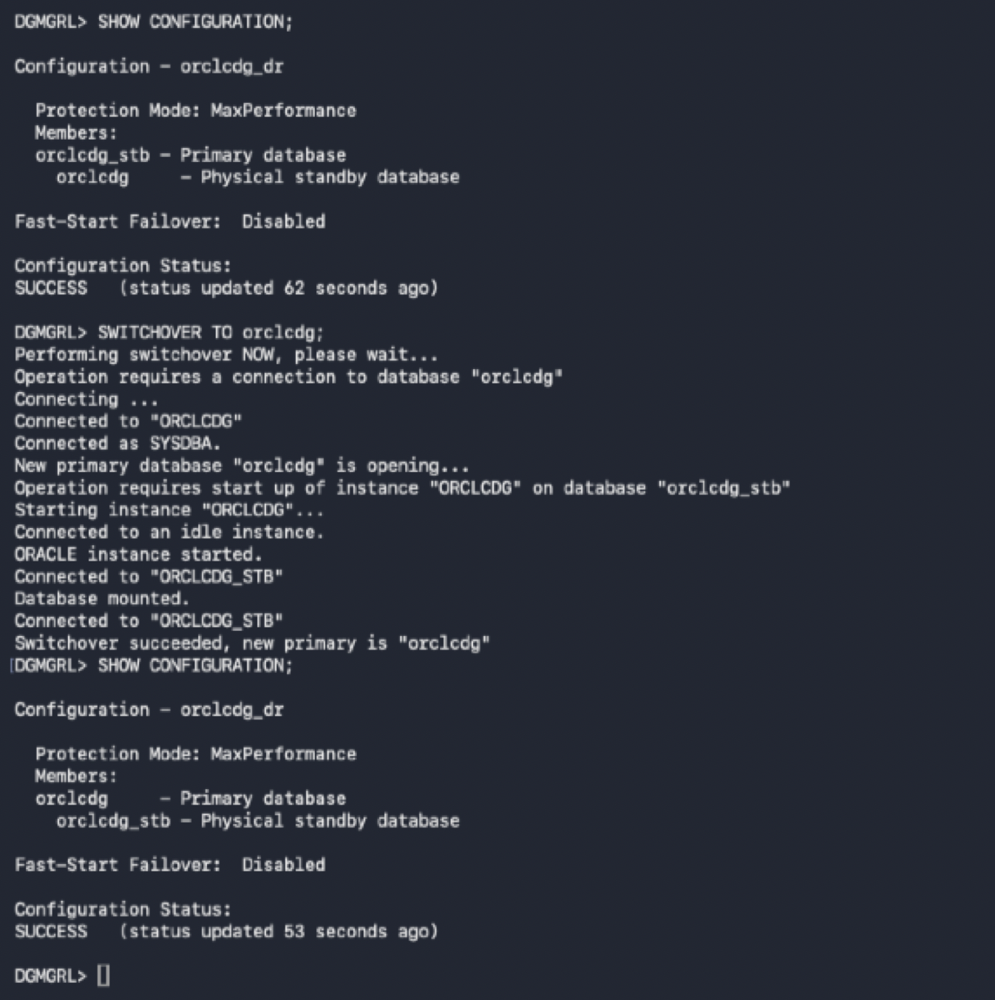 DGMGRL> SHOW CONFIGURATION;
Configuration - orclcdg_dr
Protection Mode: MaxPerformance
Members:
orclcdg_stb - Primary database
orclcdg     - Physical standby database
Fast-Start Failover:  Disabled
Configuration Status:
SUCCESS   (status updated 62 seconds ago)
DGMGRL> SWITCHOVER TO orclcdg;
Performing switchover NOW, please wait...
Operation requires a connection to database "orclcdg"
Connecting ...
Connected to "ORCLCDG"
Connected as SYSDBA.
New primary database "orclcdg" is opening...
Operation requires start up of instance "ORCLCDG" on database "orclcdg_stb"
Starting instance "ORCLCDG"...
Connected to an idle instance.
ORACLE instance started.
Connected to "ORCLCDG_STB"
Database mounted.
Connected to "ORCLCDG_STB"
Switchover succeeded, new primary is "orclcdg"
DGMGRL> SHOW CONFIGURATION;
Configuration - orclcdg_dr
Protection Mode: MaxPerformance
Members:
orclcdg     - Primary database
orclcdg_stb - Physical standby database
Fast-Start Failover:  Disabled
Configuration Status:
SUCCESS   (status updated 53 seconds ago)
DGMGRL>